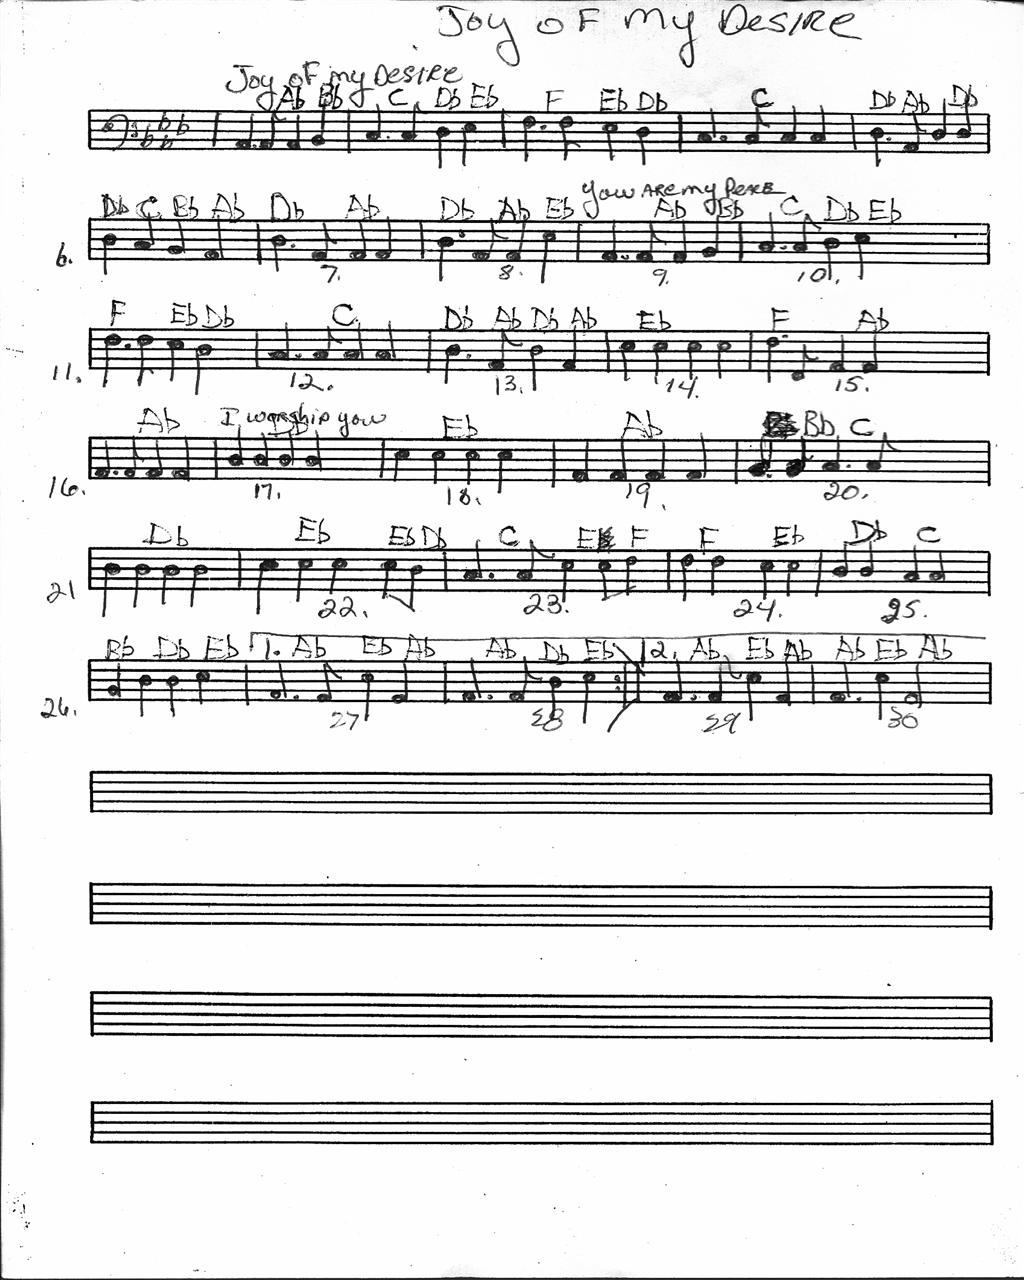 Joy of My Desire
Joy of my Desire
Ab Bb C Db Eb F Eb Db C Db Ab Db
You are my Peace
Db C Bb Ab Db Ab Db Ab Eb Ab Bb C Db Eb
6. 7. 8. 9. 10.
F Eb Db C Db Ab Db Ab Eb F Ab
11. 12. 13. 14. 15.
I worship you
Ab Db Eb Ab Bb C
16. 17. 18. 19. 20.
Db Eb Eb Db C E F F Eb Db C
21 22. 23. 24. 25.
Bb Db Eb 1. Ab Eb Ab Ab Db Eb 2. Ab Eb Ab Ab Eb Ab
26. 27 28 29 30